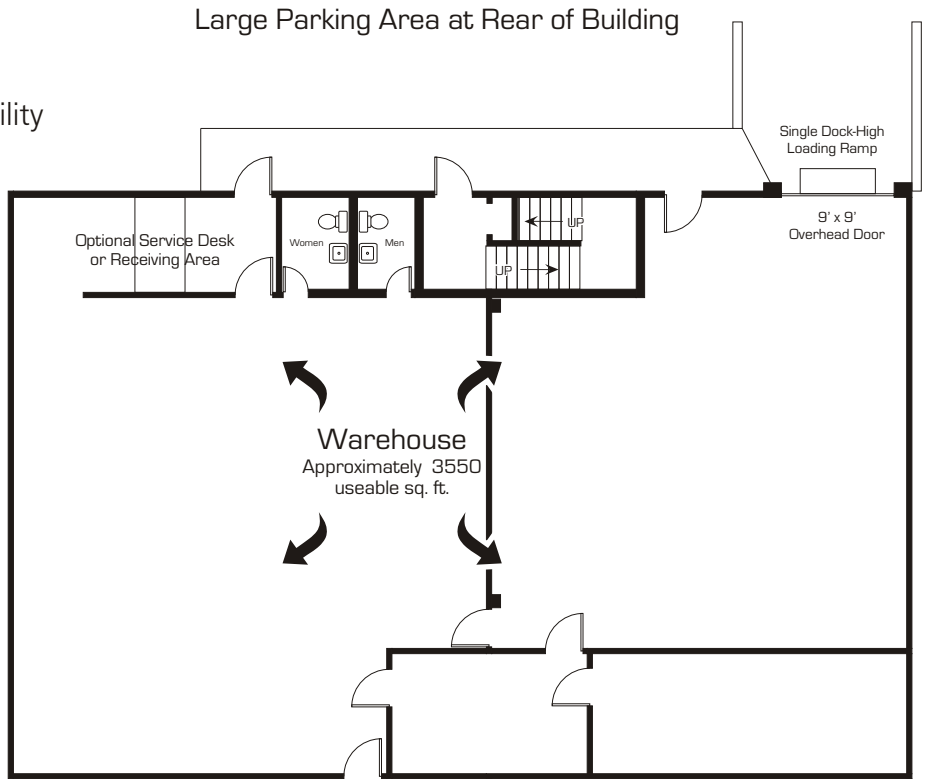 Large Parking Area at Rear of Building
ility
Single Dock-High
Loading Ramp
9' x 9'
Overhead Door
Optional Service Desk
or Receiving Area
Women
Men
UP
UP
Warehouse
Approximately 3550
useable sq. ft.